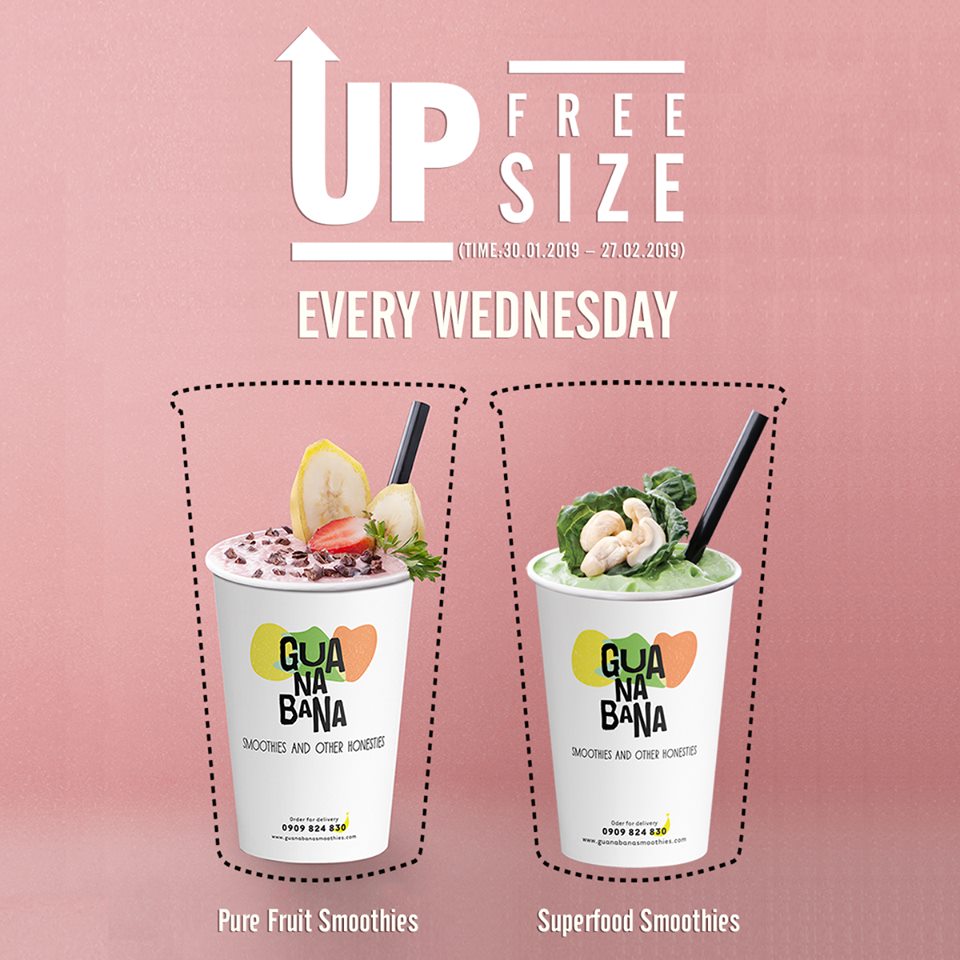 UP FREE
SIZE
(TIME:30.01.2019 – 27.02.2019)
EVERY WEDNESDAY
GUA
NA
BANA
SMOOTHIES AND OTHER HONESTIES
Order for delivery
0909 824 830
www.guanabanasmoothies.com
GUA
NA
BANA
SMOOTHIES AND OTHER HONESTIES
Oder for delivery
0909 824 830
www.guanabanasmoothies.com
Pure Fruit Smoothies
Superfood Smoothies